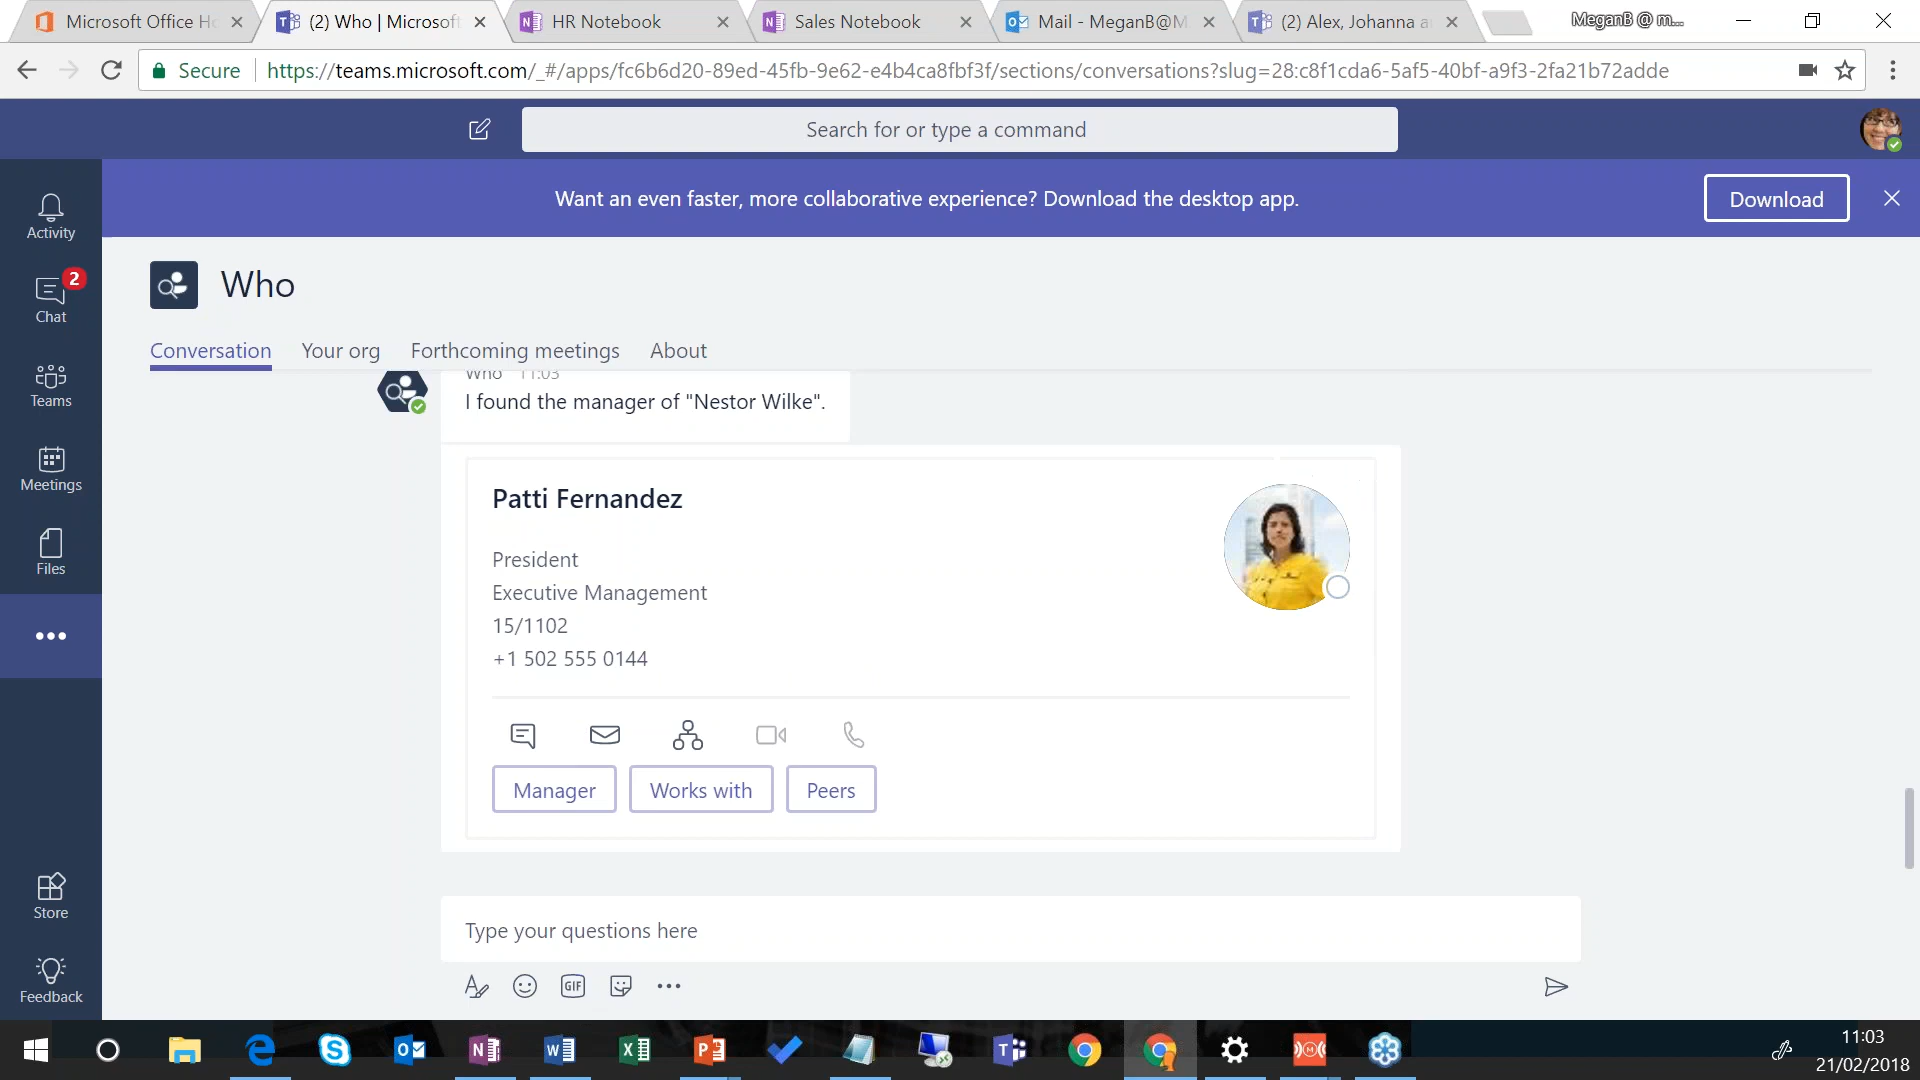 Microsoft Office Ho
(2) Who | Microsoft
HR Notebook
Sales Notebook
Mail - MeganB@M
(2) Alex, Johanna a
MeganB @ m...
Secure
https://teams.microsoft.com/_#/apps/fc6b6d20-89ed-45fb-9e62-e4b4ca8fbf3f/sections/conversations?slug=28:c8f1cda6-5af5-40bf-a9f3-2fa21b72adde
Search for or type a command
Want an even faster, more collaborative experience? Download the desktop app.
Download
Activity
2
Chat
Teams
Meetings
Files
Store
Feedback
Who
Conversation
Your org
Forthcoming meetings
About
Who 11:03
I found the manager of "Nestor Wilke".
Patti Fernandez
President
Executive Management
15/1102
+1 502 555 0144
Manager
Works with
Peers
Type your questions here
GIF
11:03
21/02/2018